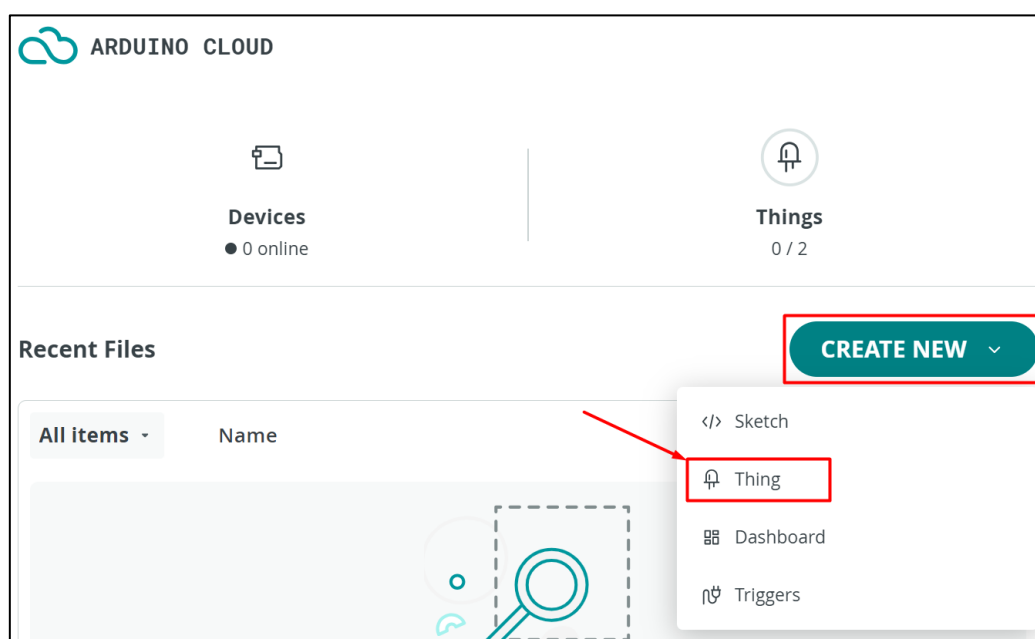 ARDUINO CLOUD
Devices
0 online
Things
0 / 2
Recent Files
CREATE NEW
All items
Name
</> Sketch
Thing
Dashboard
Triggers